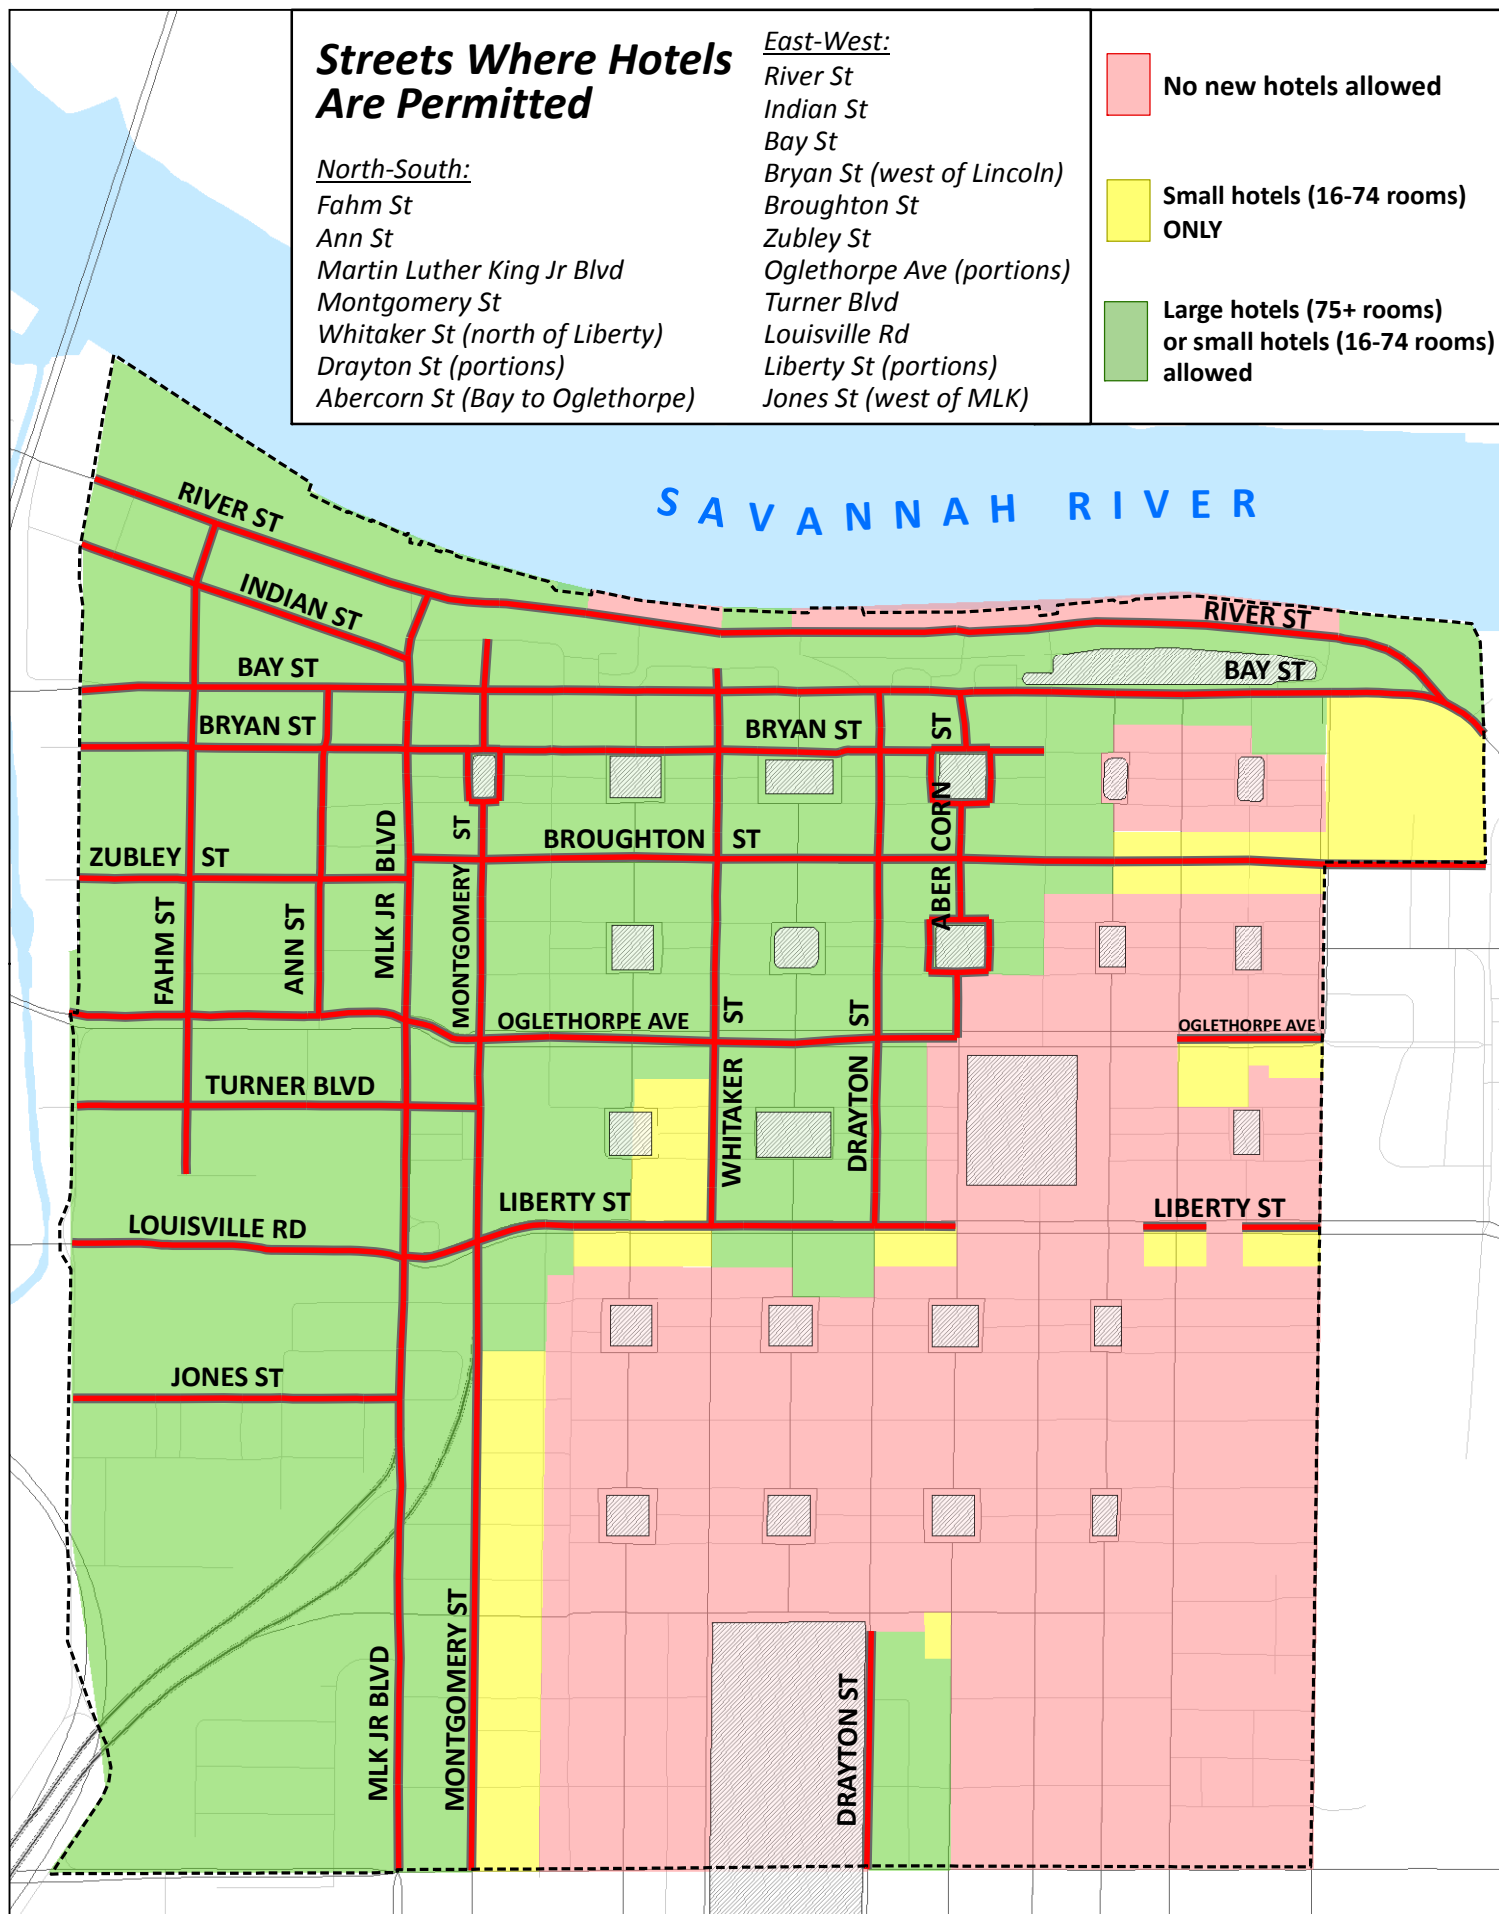 Streets Where Hotels
Are Permitted
North-South:
Fahm St
Ann St
Martin Luther King Jr Blvd
Montgomery St
Whitaker St (north of Liberty)
Drayton St (portions)
Abercorn St (Bay to Oglethorpe)
East-West:
River St
Indian St
Bay St
Bryan St (west of Lincoln)
Broughton St
Zubley St
Oglethorpe Ave (portions)
Turner Blvd
Louisville Rd
Liberty St (portions)
Jones St (west of MLK)
No new hotels allowed
Small hotels (16-74 rooms)
ONLY
Large hotels (75+ rooms)
or small hotels (16-74 rooms)
allowed
SAVANNAH RIVER
RIVER ST
INDIAN ST
RIVER ST
BAY ST
BAY ST
BRYAN ST
BRYAN ST
ABERCORN ST
BROUGHTON ST
ZUBLEY ST
MLK JR BLVD
MONTGOMERY ST
FAHM ST
ANN ST
OGLETHORPE AVE
OGLETHORPE AVE
WHITAKER ST
DRAYTON ST
TURNER BLVD
LIBERTY ST
LIBERTY ST
LOUISVILLE RD
JONES ST
MLK JR BLVD
MONTGOMERY ST
DRAYTON ST